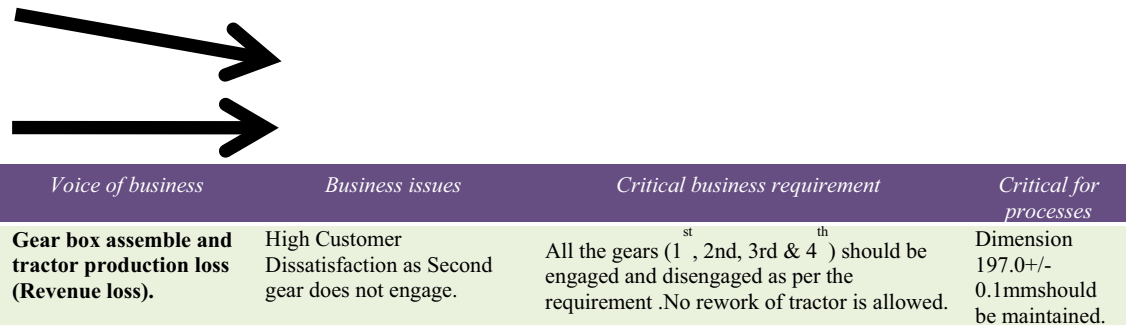 Voice of business
Business issues
Critical business requirement
Critical for
processes
Gear box assemble and
tractor production loss
(Revenue loss).
High Customer
Dissatisfaction as Second
gear does not engage.
All the gears (1st, 2nd, 3rd & 4th) should be
engaged and disengaged as per the
requirement .No rework of tractor is allowed.
Dimension
197.0+/-
0.1mmshould
be maintained.